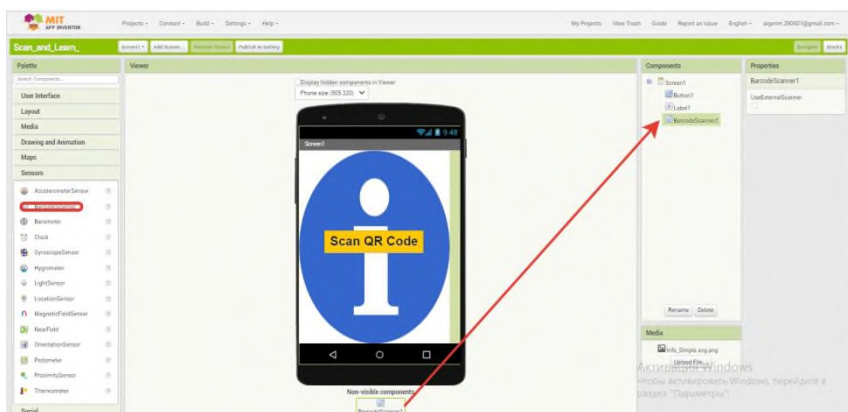 MIT
APP INVENTOR
Projects Connect Build Settings Help
My Projects View Trash Guide Report an Issue English
Scan_and_Learn_
Screen1 Add Screen ... Remove Screen Publish to Gallery
Designer Blocks
Palette
Viewer
Components
Properties
Search Components...
User Interface
Layout
Media
Drawing and Animation
Maps
Sensors
AccelerometerSensor
BarcodeScanner
Barometer
Clock
GyroscopeSensor
Hygrometer
LightSensor
LocationSensor
MagneticFieldSensor
NearField
OrientationSensor
Pedometer
ProximitySensor
Thermometer
Social
Display hidden components in Viewer
Phone size (505,320)
9:48
Screen1
Scan QR Code
Non-visible components
BarcodeScanner1
Screen1
Button1
Label1
BarcodeScanner1
Rename Delete
Media
Info_Simple.svg.png
Upload File...
BarcodeScanner1
UseExternalScanner
Активация Windows
Чтобы активировать Windows, перейдите в
раздел "Параметры".